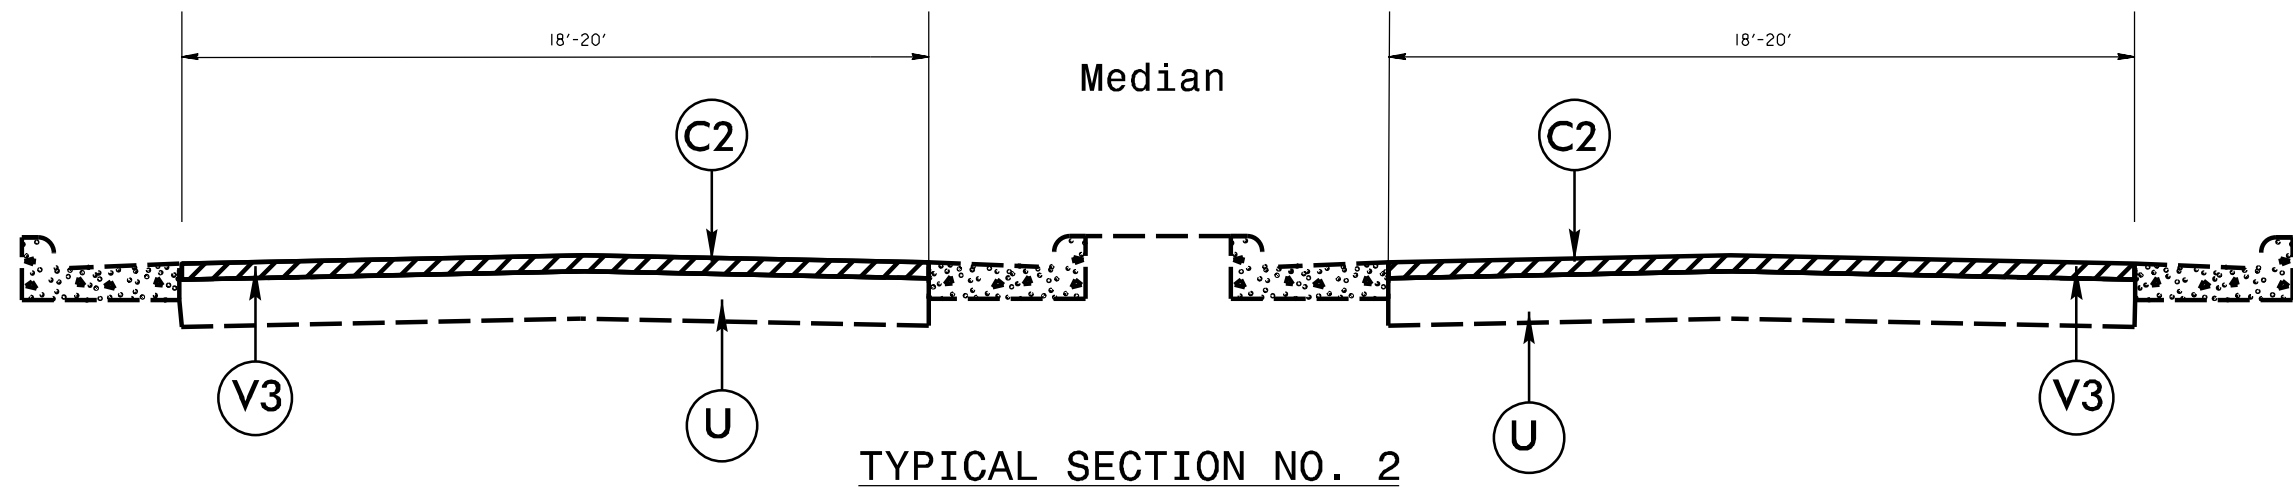 18'-20'
18'-20'
Median
C2
C2
V3
U
U
V3
TYPICAL SECTION NO. 2